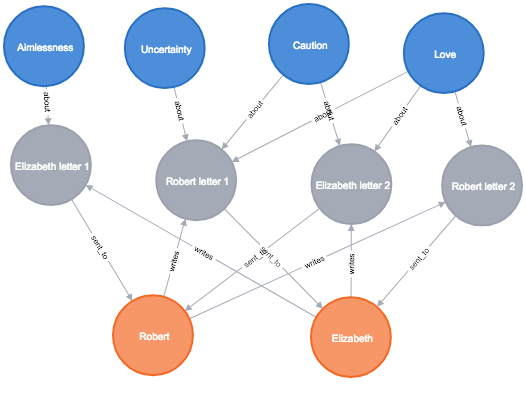 Aimlessness
Uncertainty
Caution
Love
about
about
about
about
about
about
about
Elizabeth letter 1
Robert letter 1
Elizabeth letter 2
Robert letter 2
sent_to
writes
writes
sent_to
sent_to
writes
writes
sent_to
Robert
Elizabeth